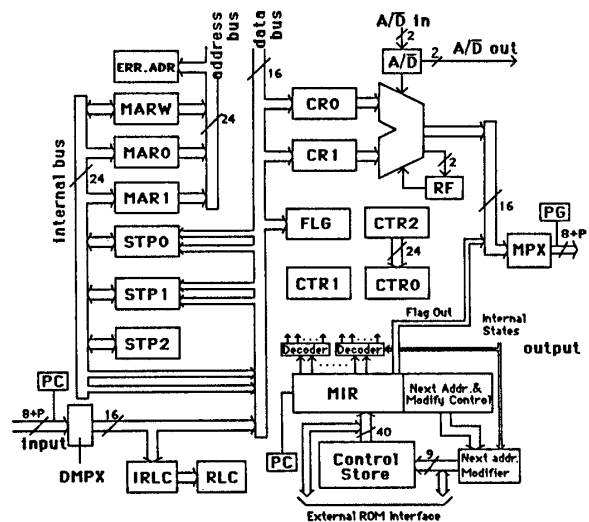 address bus
data bus
A/D̅ in
2
A/D̅
2
A/D̅ out
ERR.ADR
16
MARW
24
CR0
MAR0
CR1
internal bus
24
MAR1
2
RF
16
STP0
FLG
CTR2
PG
8+P
24
MPX
STP1
CTR1
CTR0
Flag Out
Internal States
STP2
Decoder
Decoder
output
PC
MIR
Next Addr.&
Modify Control
8+P
16
input
DMPX
PC
40
IRLC
RLC
Control
Store
9
Next addr.
Modifier
External ROM Interface